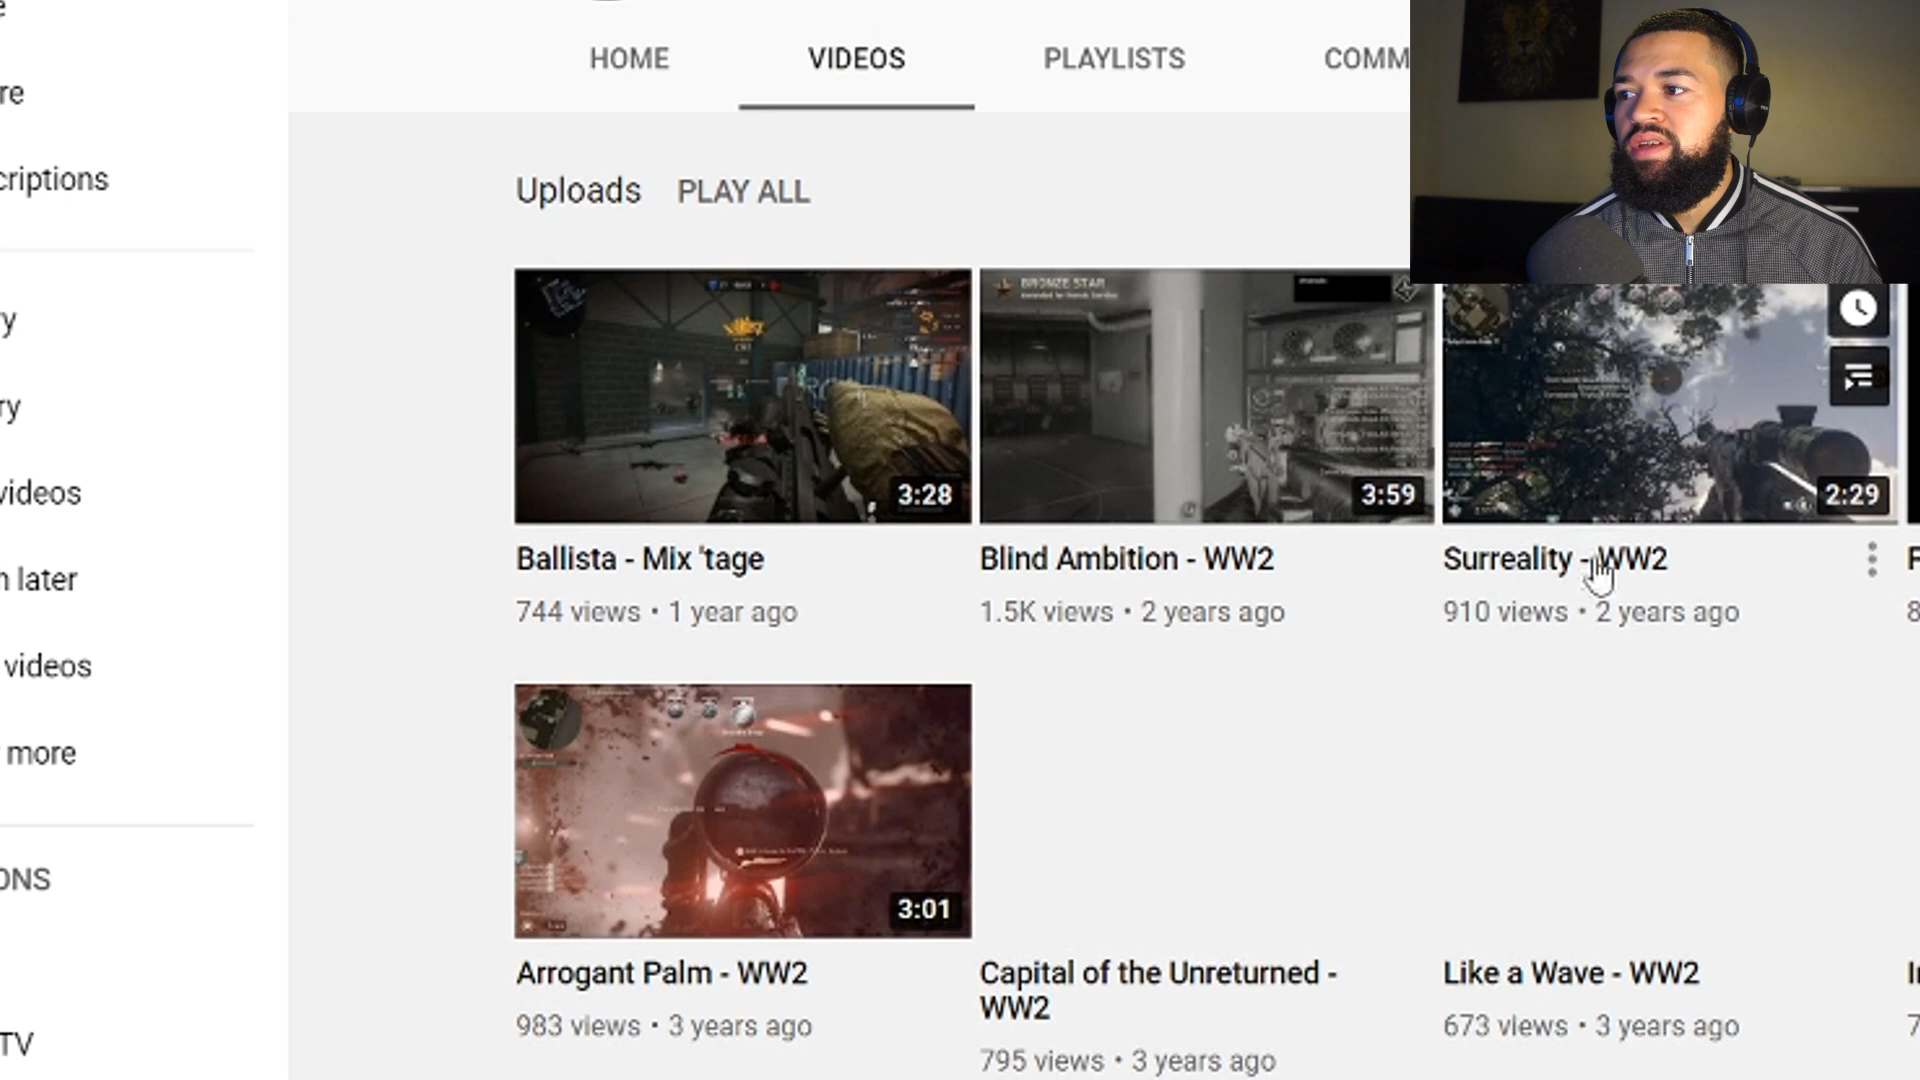 HOME VIDEOS PLAYLISTS COMM
re
criptions
Uploads PLAY ALL
ry
videos
n later
videos
more
ONS
TV
BRONZE STAR
3:28
3:59
2:29
Ballista - Mix 'tage
744 views • 1 year ago
Blind Ambition - WW2
1.5K views • 2 years ago
Surreality - WW2
910 views • 2 years ago
3:01
Arrogant Palm - WW2
983 views • 3 years ago
Capital of the Unreturned -
WW2
795 views • 3 years ago
Like a Wave - WW2
673 views • 3 years ago